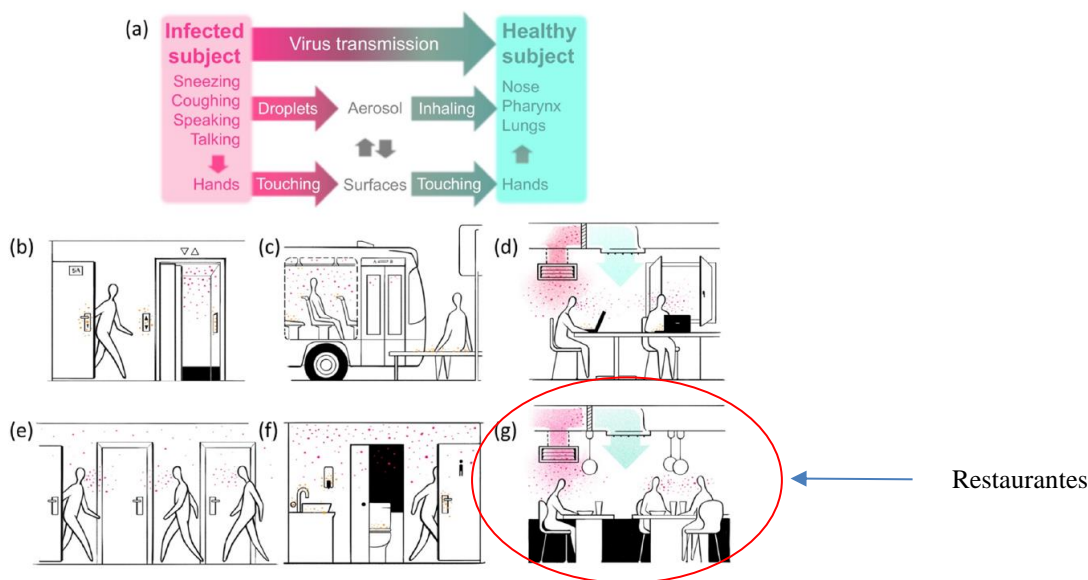 (a)
Infected
subject
Sneezing
Coughing
Speaking
Talking
Hands
Virus transmission
Droplets
Aerosol
Inhaling
Touching
Surfaces
Touching
Healthy
subject
Nose
Pharynx
Lungs
Hands
(b)
(c)
(d)
(e)
(f)
(g)
Restaurantes